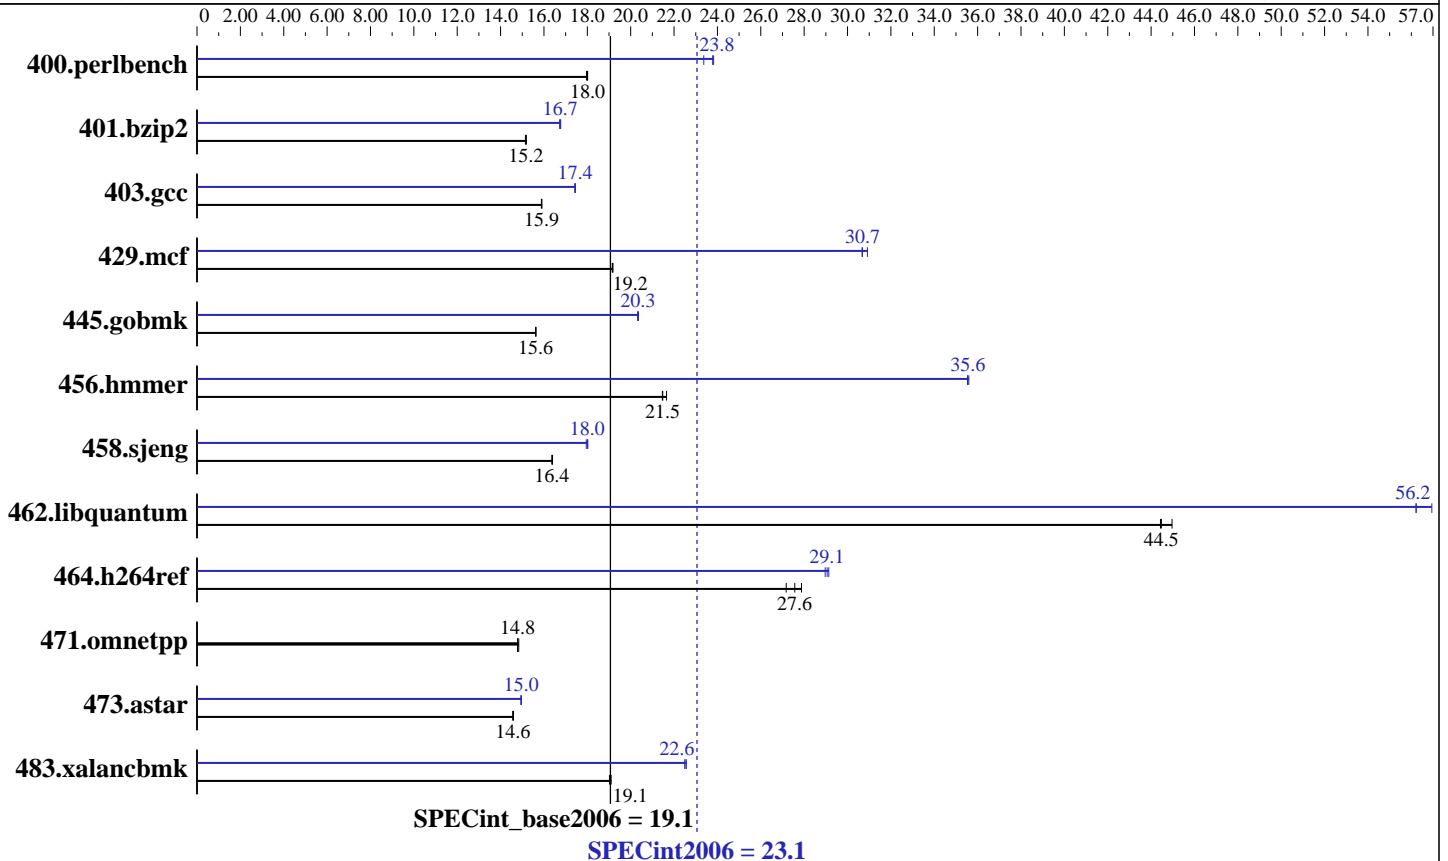 0 2.00 4.00 6.00 8.00 10.0 12.0 14.0 16.0 18.0 20.0 22.0 24.0 26.0 28.0 30.0 32.0 34.0 36.0 38.0 40.0 42.0 44.0 46.0 48.0 50.0 52.0 54.0 57.0
400.perlbench
23.8
18.0
401.bzip2
16.7
15.2
403.gcc
17.4
15.9
429.mcf
30.7
19.2
445.gobmk
20.3
15.6
456.hmmer
35.6
21.5
458.sjeng
18.0
16.4
462.libquantum
56.2
44.5
464.h264ref
29.1
27.6
471.omnetpp
14.8
473.astar
15.0
14.6
483.xalancbmk
22.6
19.1
SPECint_base2006 = 19.1
SPECint2006 = 23.1